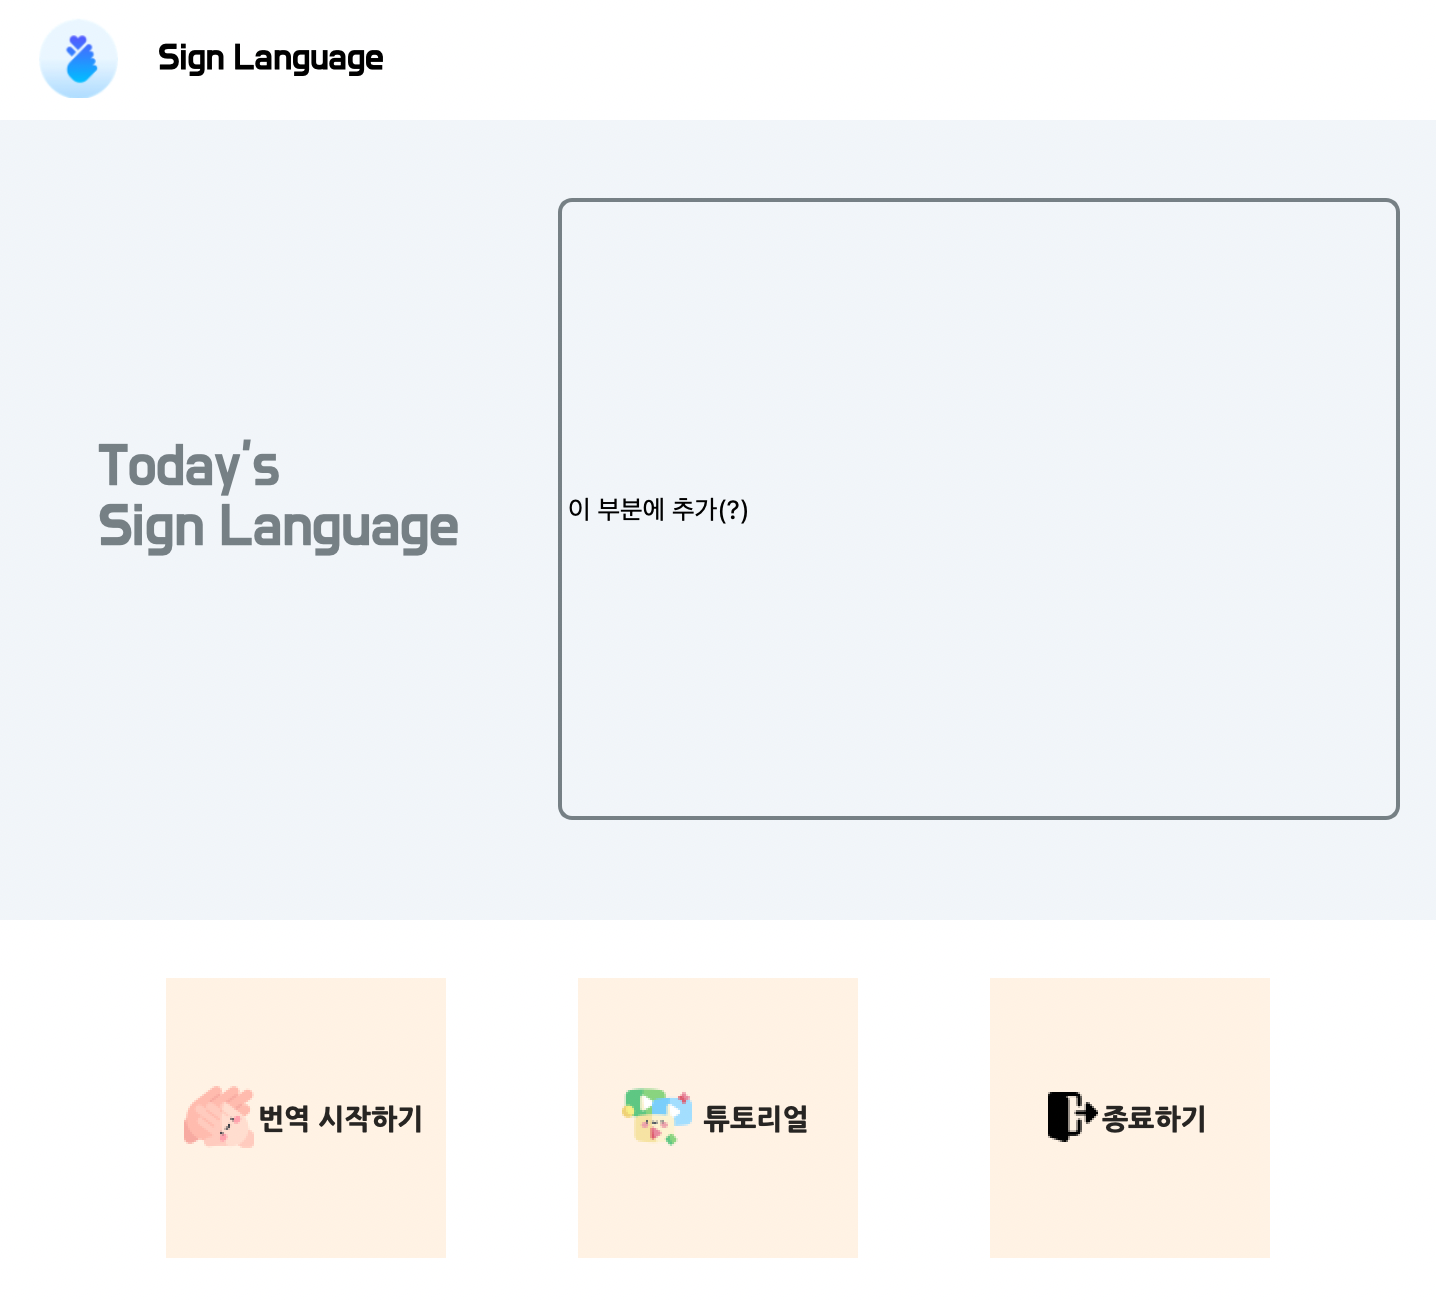 Sign Language
Today's
Sign Language
이 부분에 추가(?)
번역 시작하기
튜토리얼
종료하기